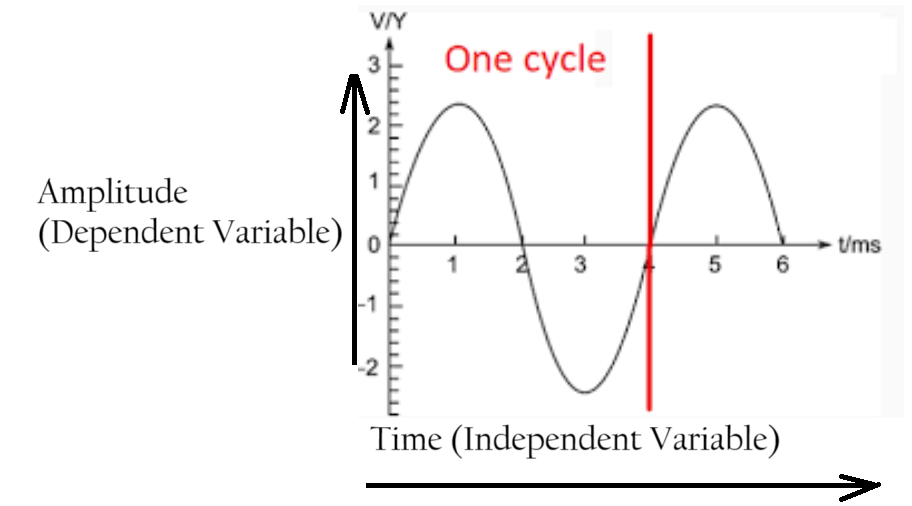 V/Y
One cycle
3
2
1
0
-1
-2
1 2 3 4 5 6
t/ms
Amplitude
(Dependent Variable)
Time (Independent Variable)